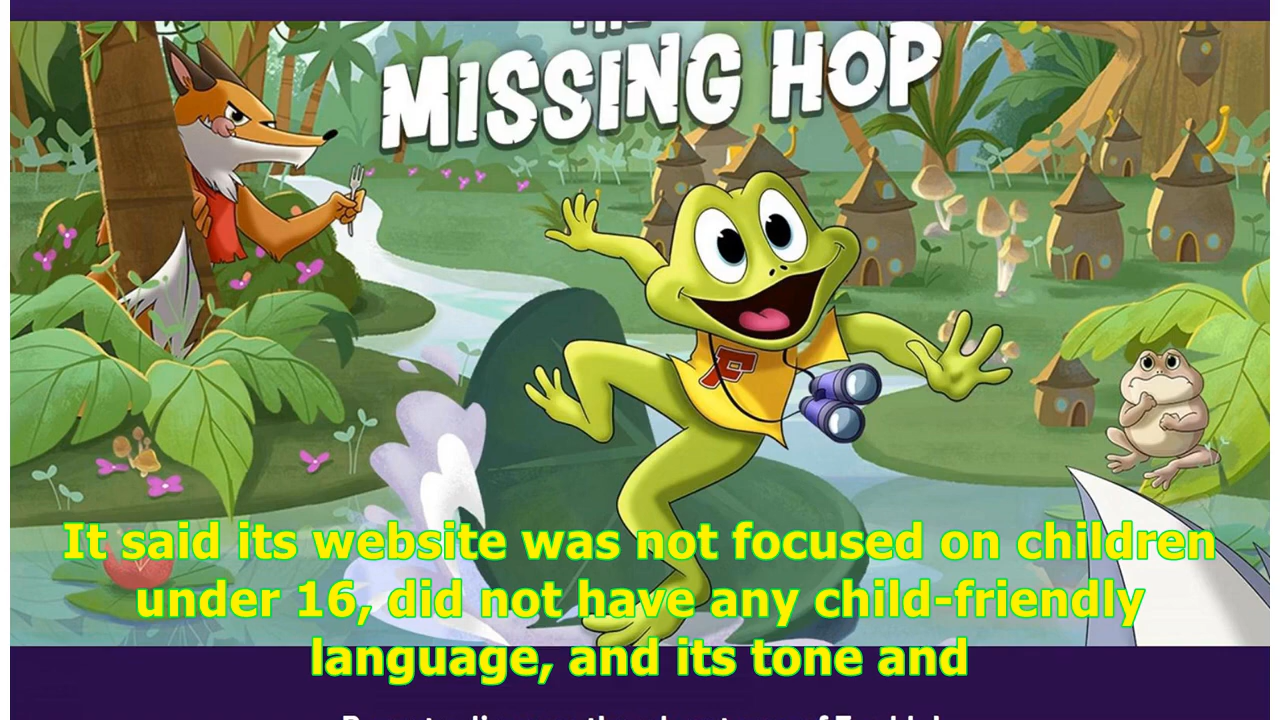 MISSING HOP
F
It said its website was not focused on children
under 16, did not have any child-friendly
language, and its tone and